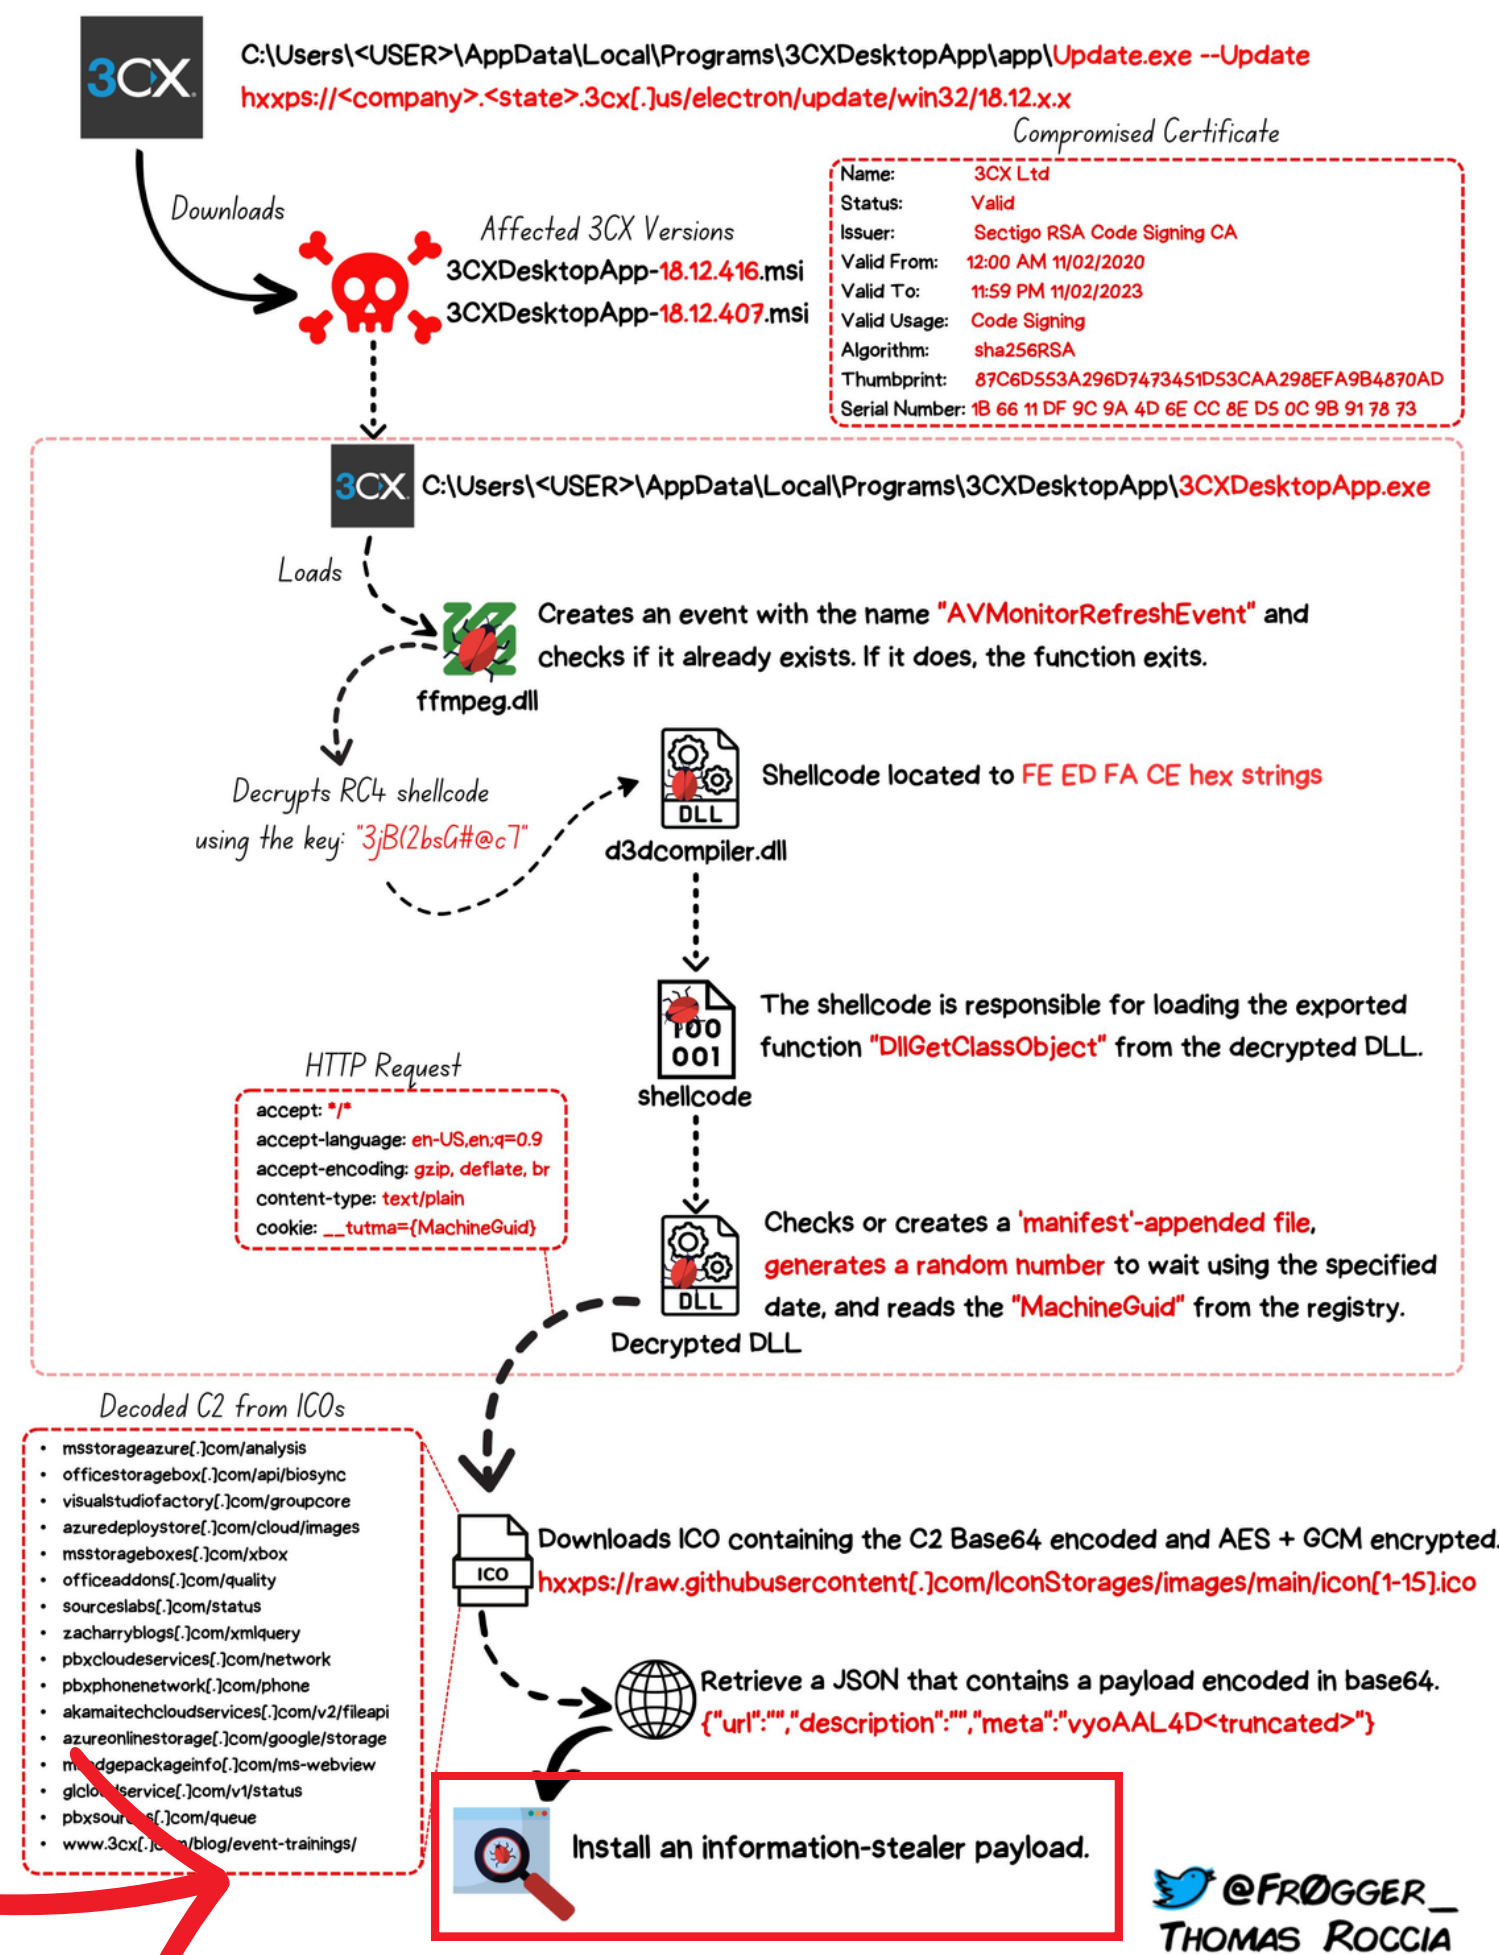 3CX
C:\Users\<USER>\AppData\Local\Programs\3CXDesktopApp\app\Update.exe --Update
hxxps://<company>.<state>.3cx[.]us/electron/update/win32/18.12.x.x
Compromised Certificate
Name: 3CX Ltd
Status: Valid
Issuer: Sectigo RSA Code Signing CA
Valid From: 12:00 AM 11/02/2020
Valid To: 11:59 PM 11/02/2023
Valid Usage: Code Signing
Algorithm: sha256RSA
Thumbprint: 87C6D553A296D7473451D53CAA298EFA9B4870AD
Serial Number: 1B 66 11 DF 9C 9A 4D 6E CC 8E D5 0C 9B 91 78 73
Downloads
Affected 3CX Versions
3CXDesktopApp-18.12.416.msi
3CXDesktopApp-18.12.407.msi
3CX
C:\Users\<USER>\AppData\Local\Programs\3CXDesktopApp\3CXDesktopApp.exe
Loads
Creates an event with the name "AVMonitorRefreshEvent" and
checks if it already exists. If it does, the function exits.
ffmpeg.dll
Decrypts RC4 shellcode
using the key: "3jB(2bsG#@c7"
DLL
d3dcompiler.dll
Shellcode located to FE ED FA CE hex strings
100
001
shellcode
The shellcode is responsible for loading the exported
function "DllGetClassObject" from the decrypted DLL.
HTTP Request
accept: */*
accept-language: en-US,en;q=0.9
accept-encoding: gzip, deflate, br
content-type: text/plain
cookie: __tutma={MachineGuid}
DLL
Decrypted DLL
Checks or creates a 'manifest'-appended file,
generates a random number to wait using the specified
date, and reads the "MachineGuid" from the registry.
Decoded C2 from ICOs
• msstorageazure[.]com/analysis
• officestoragebox[.]com/api/biosync
• visualstudiofactory[.]com/groupcore
• azuredeploystore[.]com/cloud/images
• msstorageboxes[.]com/xbox
• officeaddons[.]com/quality
• sourceslabs[.]com/status
• zacharryblogs[.]com/xmlquery
• pbxcloudeservices[.]com/network
• pbxphonenetwork[.]com/phone
• akamaitechcloudservices[.]com/v2/fileapi
• azureonlinestorage[.]com/google/storage
• glcloudservice[.]com/v1/status
• pbxsources[.]com/queue
• www.3cx[.]com/blog/event-trainings/
ICO
Downloads ICO containing the C2 Base64 encoded and AES + GCM encrypted.
hxxps://raw.githubusercontent[.]com/IconStorages/images/main/icon[1-15].ico
Retrieve a JSON that contains a payload encoded in base64.
{"url":"","description":"","meta":"vyoAAL4D<truncated>"}
Install an information-stealer payload.
@FR0GGER_
THOMAS ROCCIA